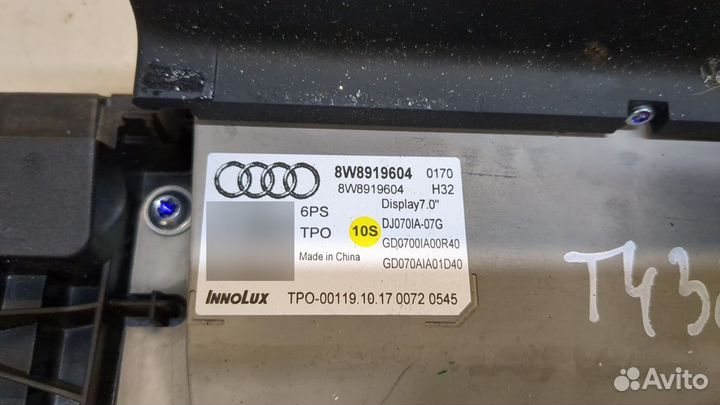 8W8919604 0170
8W8919604 H32
Display7.0"
6PS
DJ070IA-07G
TPO 10S
GD0700IA00R40
Made in China
GD070AIA01D40
INNOLUX TPO-00119.10.17 0072 0545
T43
Avito